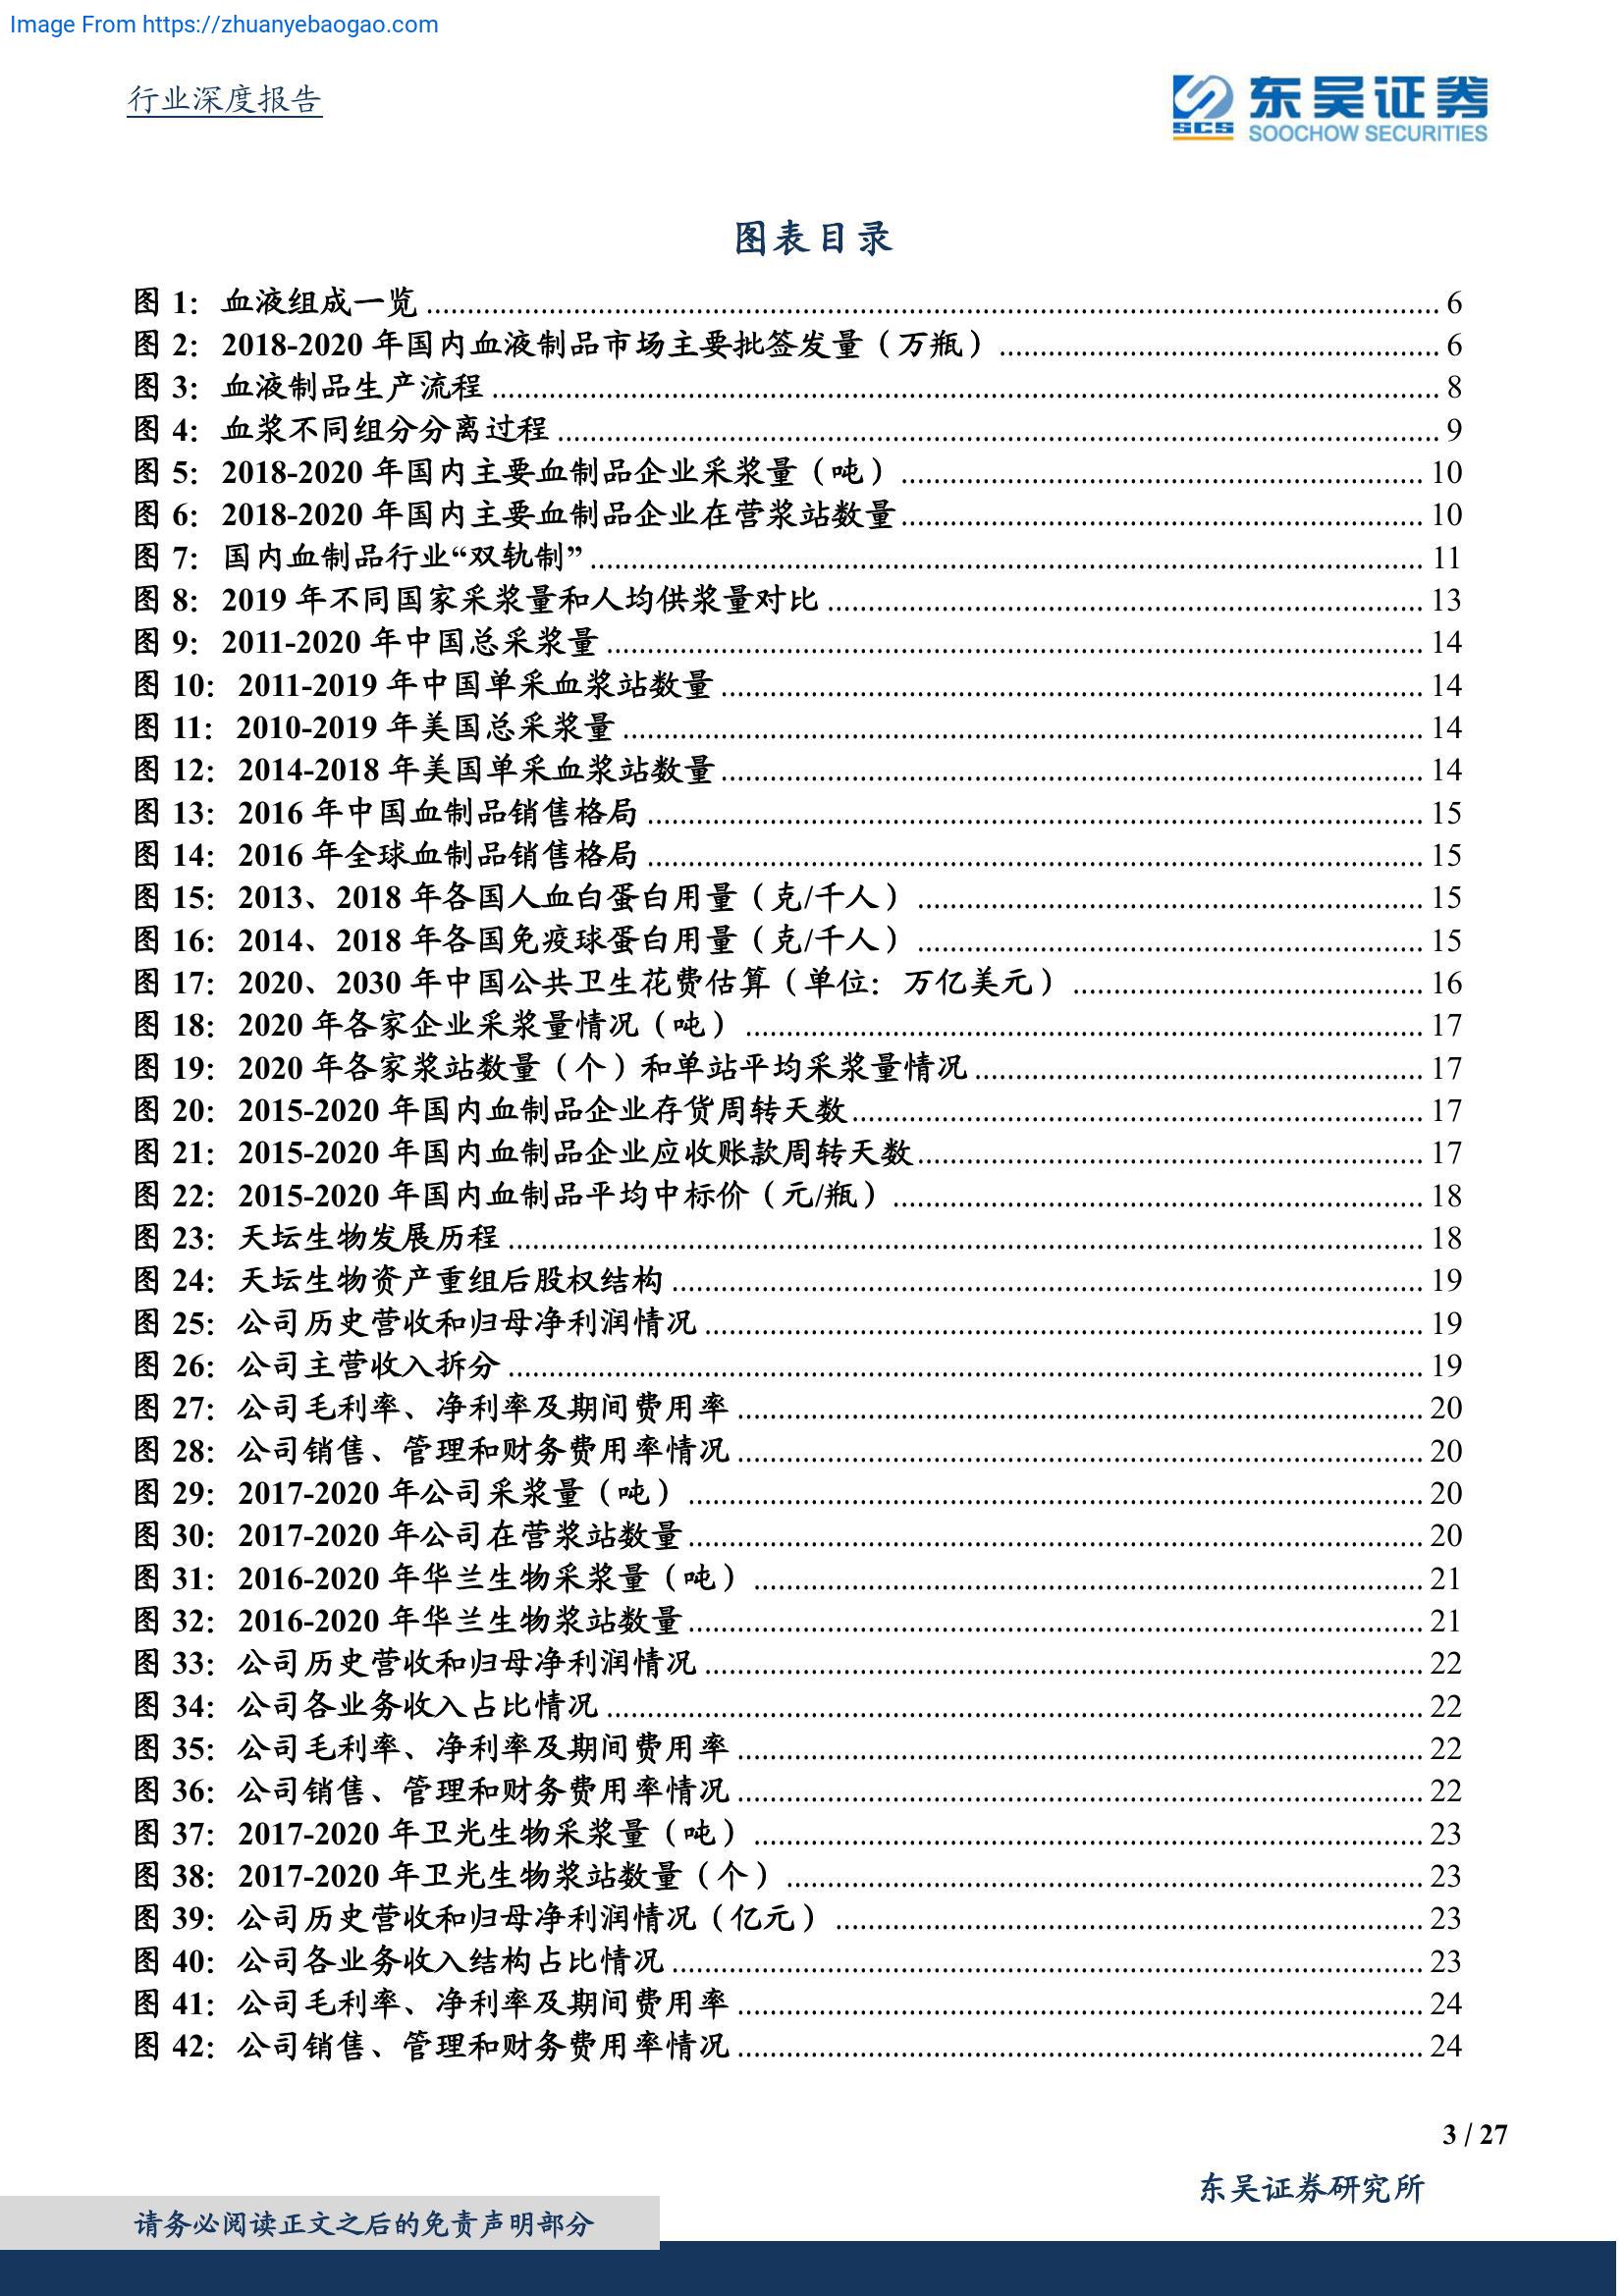 Image From https://zhuanyebaogao.com
行业深度报告
东吴证券
SCS
SOOCHOW SECURITIES
图表目录
图 1：血液组成一览 6
图 2：2018-2020 年国内血液制品市场主要批签发量（万瓶） 6
图 3：血液制品生产流程 8
图 4：血浆不同组分分离过程 9
图 5：2018-2020 年国内主要血制品企业采浆量（吨） 10
图 6：2018-2020 年国内主要血制品企业在营浆站数量 10
图 7：国内血制品行业“双轨制” 11
图 8：2019 年不同国家采浆量和人均供浆量对比 13
图 9：2011-2020 年中国总采浆量 14
图 10：2011-2019 年中国单采血浆站数量 14
图 11：2010-2019 年美国总采浆量 14
图 12：2014-2018 年美国单采血浆站数量 14
图 13：2016 年中国血制品销售格局 15
图 14：2016 年全球血制品销售格局 15
图 15：2013、2018 年各国人血白蛋白用量（克/千人） 15
图 16：2014、2018 年各国免疫球蛋白用量（克/千人） 15
图 17：2020、2030 年中国公共卫生花费估算（单位：万亿美元） 16
图 18：2020 年各家企业采浆量情况（吨） 17
图 19：2020 年各家浆站数量（个）和单站平均采浆量情况 17
图 20：2015-2020 年国内血制品企业存货周转天数 17
图 21：2015-2020 年国内血制品企业应收账款周转天数 17
图 22：2015-2020 年国内血制品平均中标价（元/瓶） 18
图 23：天坛生物发展历程 18
图 24：天坛生物资产重组后股权结构 19
图 25：公司历史营收和归母净利润情况 19
图 26：公司主营收入拆分 19
图 27：公司毛利率、净利率及期间费用率 20
图 28：公司销售、管理和财务费用率情况 20
图 29：2017-2020 年公司采浆量（吨） 20
图 30：2017-2020 年公司在营浆站数量 20
图 31：2016-2020 年华兰生物采浆量（吨） 21
图 32：2016-2020 年华兰生物浆站数量 21
图 33：公司历史营收和归母净利润情况 22
图 34：公司各业务收入占比情况 22
图 35：公司毛利率、净利率及期间费用率 22
图 36：公司销售、管理和财务费用率情况 22
图 37：2017-2020 年卫光生物采浆量（吨） 23
图 38：2017-2020 年卫光生物浆站数量（个） 23
图 39：公司历史营收和归母净利润情况（亿元） 23
图 40：公司各业务收入结构占比情况 23
图 41：公司毛利率、净利率及期间费用率 24
图 42：公司销售、管理和财务费用率情况 24
3 / 27
东吴证券研究所
请务必阅读正文之后的免责声明部分